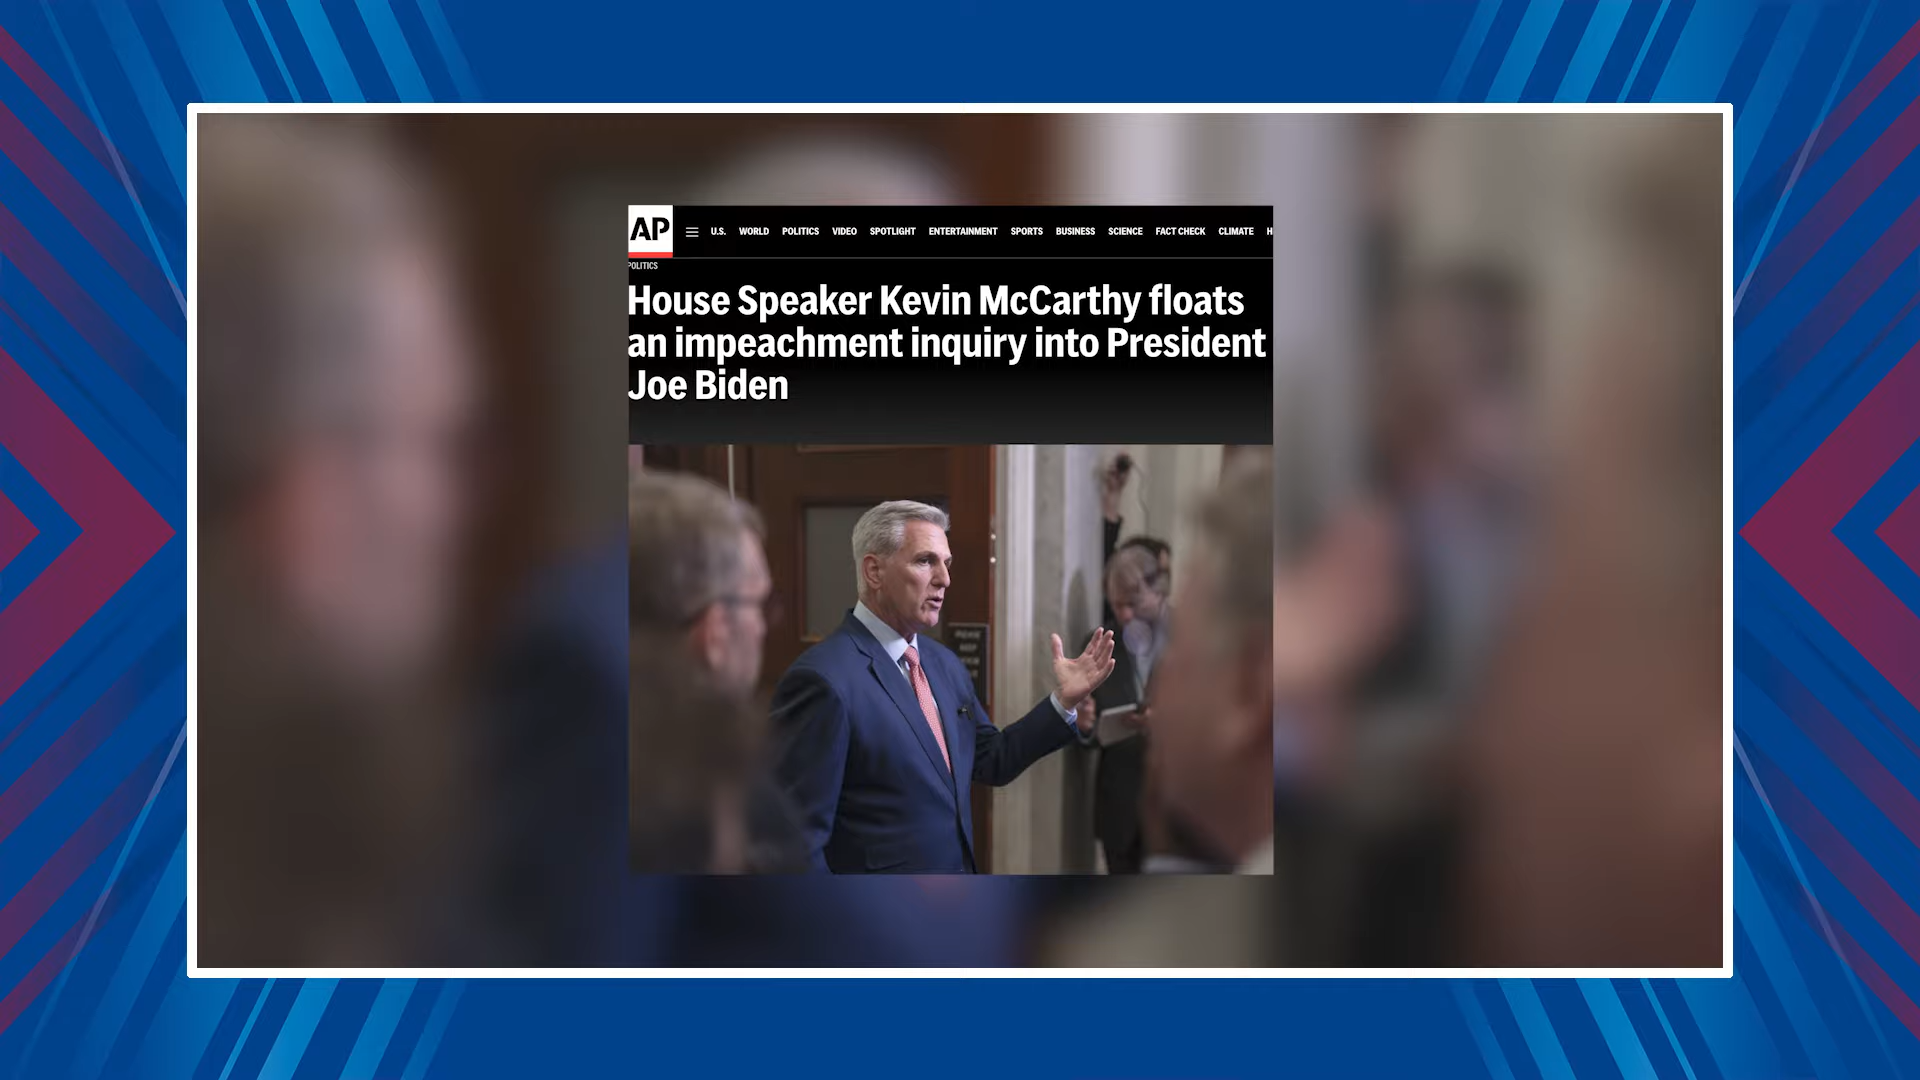 AP
U.S. WORLD POLITICS VIDEO SPOTLIGHT ENTERTAINMENT SPORTS BUSINESS SCIENCE FACT CHECK CLIMATE H
POLITICS
House Speaker Kevin McCarthy floats
an impeachment inquiry into President
Joe Biden